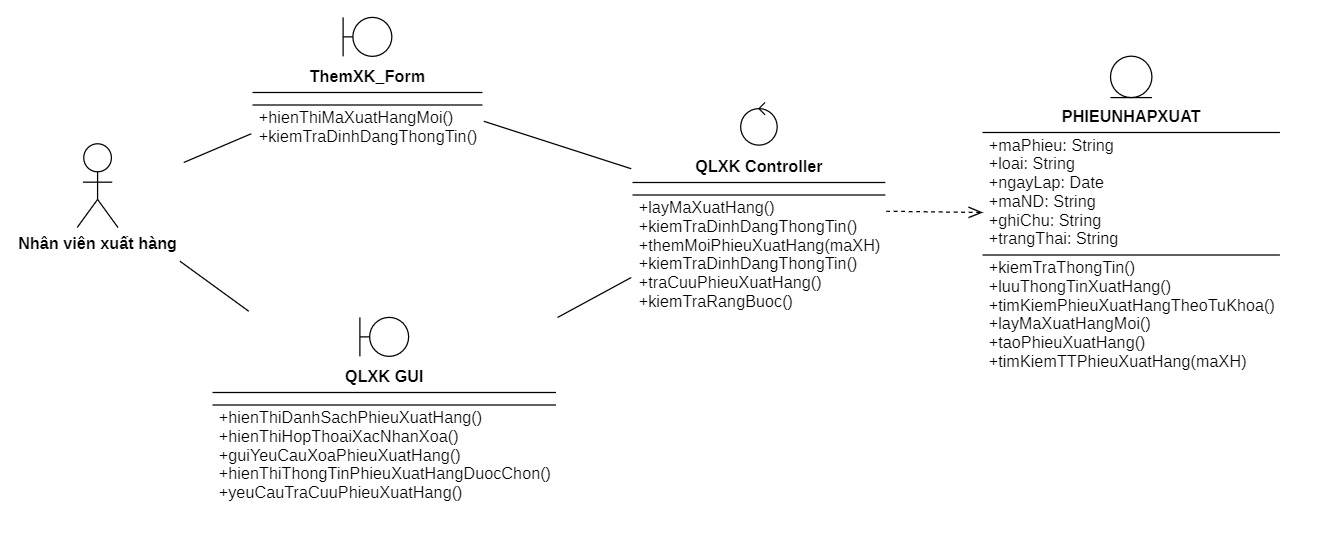 ThemXK_Form
+hienThiMaXuatHangMoi()
+kiemTraDinhDangThongTin()
Nhân viên xuất hàng
QLXK GUI
+hienThiDanhSachPhieuXuatHang()
+hienThiHopThoaiXacNhanXoa()
+guiYeuCauXoaPhieuXuatHang()
+hienThiThongTinPhieuXuatHangDuocChon()
+yeuCauTraCuuPhieuXuatHang()
QLXK Controller
+layMaXuatHang()
+kiemTraDinhDangThongTin()
+themMoiPhieuXuatHang(maXH)
+kiemTraDinhDangThongTin()
+traCuuPhieuXuatHang()
+kiemTraRangBuoc()
PHIEUNHAPXUAT
+maPhieu: String
+loai: String
+ngayLap: Date
+maND: String
+ghiChu: String
+trangThai: String
+kiemTraThongTin()
+luuThongTinXuatHang()
+timKiemPhieuXuatHangTheoTuKhoa()
+layMaXuatHangMoi()
+taoPhieuXuatHang()
+timKiemTTPhieuXuatHang(maXH)